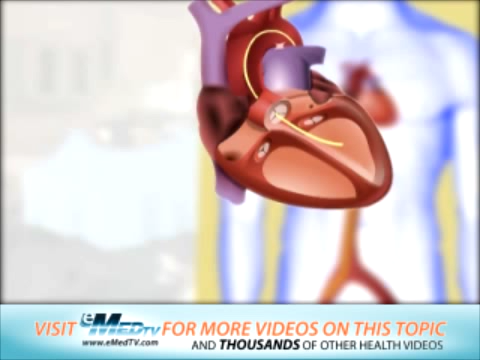 VISIT eMEDTV FOR MORE VIDEOS ON THIS TOPIC
www.eMedTV.com AND THOUSANDS OF OTHER HEALTH VIDEOS